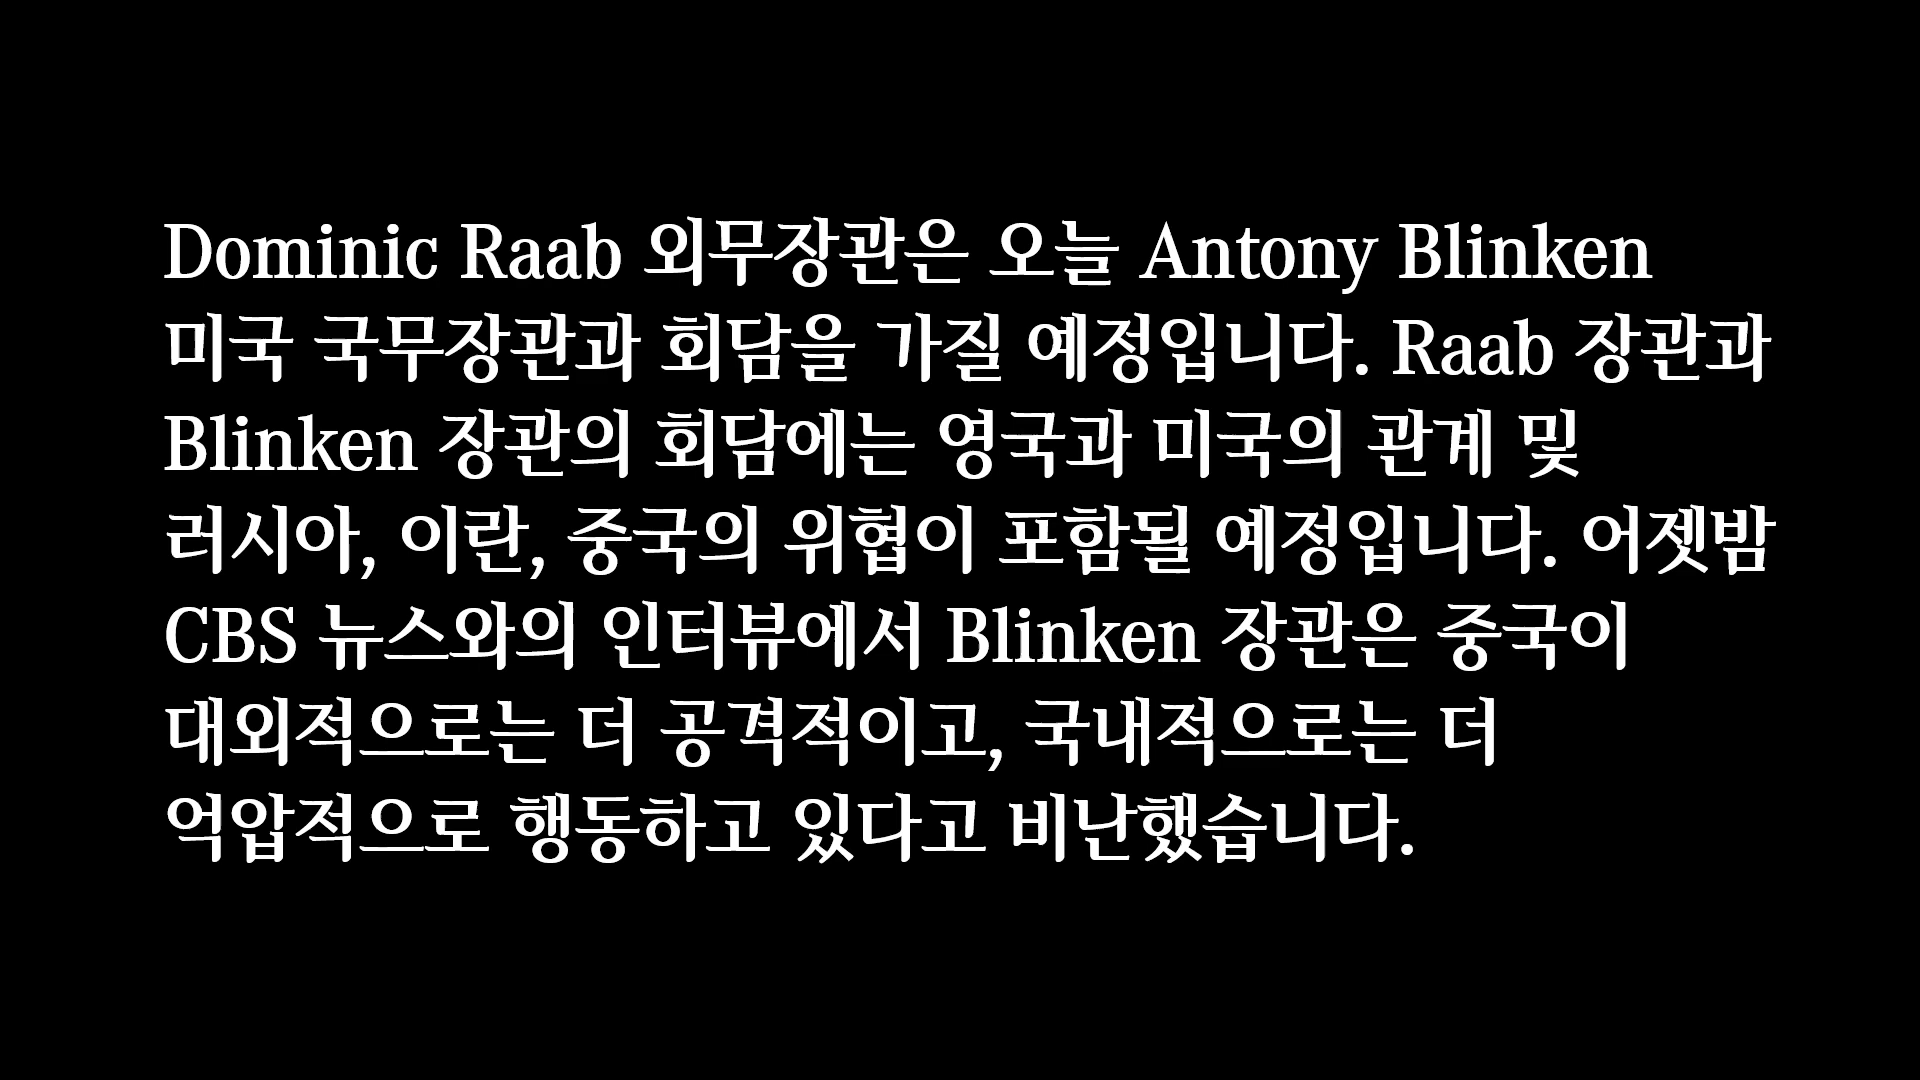 Dominic Raab 외무장관은 오늘 Antony Blinken
미국 국무장관과 회담을 가질 예정입니다. Raab 장관과
Blinken 장관의 회담에는 영국과 미국의 관계 및
러시아, 이란, 중국의 위협이 포함될 예정입니다. 어젯밤
CBS 뉴스와의 인터뷰에서 Blinken 장관은 중국이
대외적으로는 더 공격적이고, 국내적으로는 더
억압적으로 행동하고 있다고 비난했습니다.